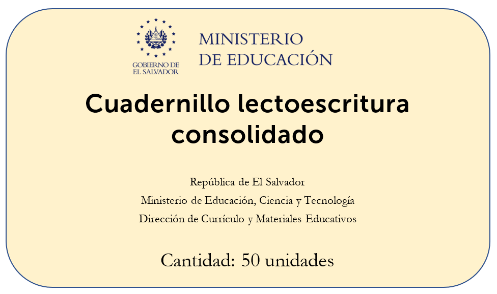 GOBIERNO DE
EL SALVADOR
MINISTERIO
DE EDUCACIÓN
Cuadernillo lectoescritura
consolidado
República de El Salvador
Ministerio de Educación, Ciencia y Tecnología
Dirección de Currículo y Materiales Educativos
Cantidad: 50 unidades